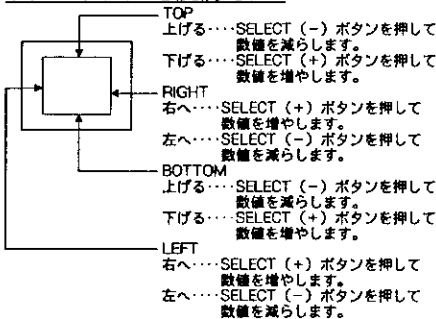 TOP
上げる‥‥SELECT (−) ボタンを押して
数値を減らします。
下げる‥‥SELECT (+) ボタンを押して
数値を増やします。
RIGHT
右へ‥‥SELECT (+) ボタンを押して
数値を増やします。
左へ‥‥SELECT (−) ボタンを押して
数値を減らします。
BOTTOM
上げる‥‥SELECT (−) ボタンを押して
数値を減らします。
下げる‥‥SELECT (+) ボタンを押して
数値を増やします。
LEFT
右へ‥‥SELECT (+) ボタンを押して
数値を増やします。
左へ‥‥SELECT (−) ボタンを押して
数値を減らします。